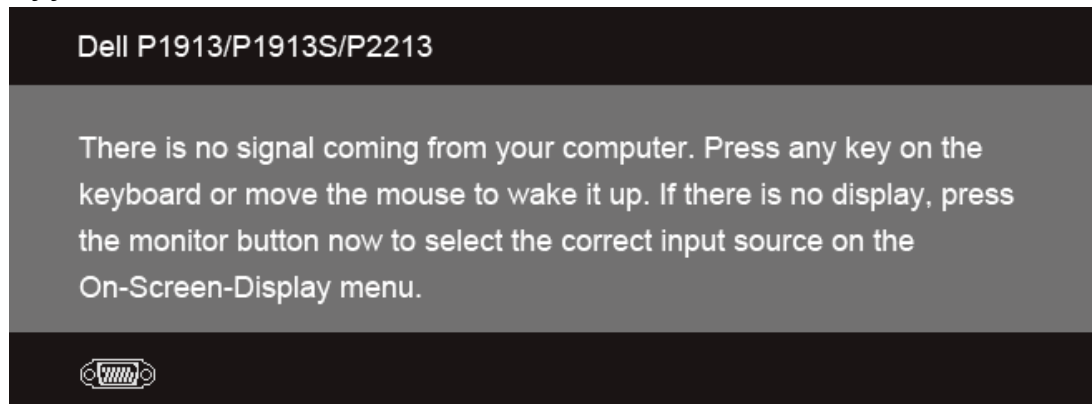 Dell P1913/P1913S/P2213
There is no signal coming from your computer. Press any key on the
keyboard or move the mouse to wake it up. If there is no display, press
the monitor button now to select the correct input source on the
On-Screen-Display menu.